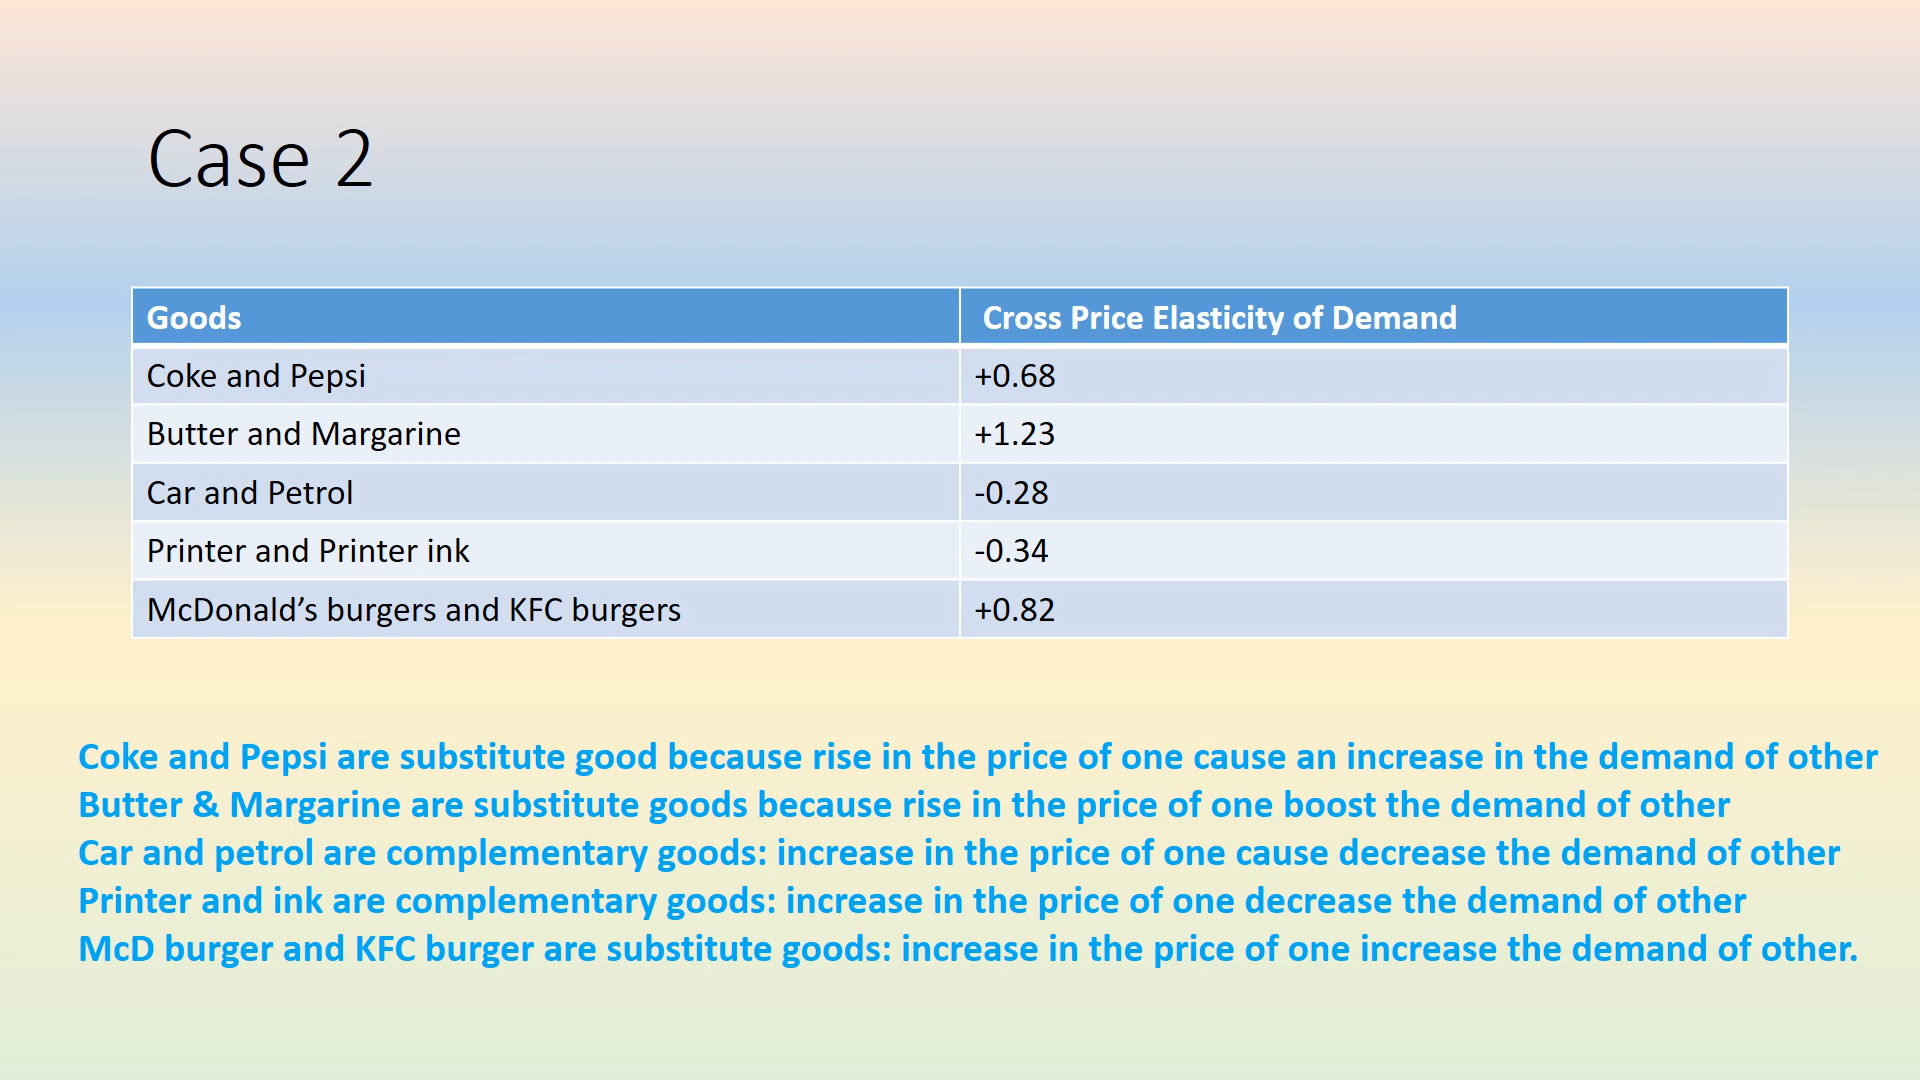 Case 2
Goods Cross Price Elasticity of Demand
Coke and Pepsi +0.68
Butter and Margarine +1.23
Car and Petrol -0.28
Printer and Printer ink -0.34
McDonald’s burgers and KFC burgers +0.82
Coke and Pepsi are substitute good because rise in the price of one cause an increase in the demand of other
Butter & Margarine are substitute goods because rise in the price of one boost the demand of other
Car and petrol are complementary goods: increase in the price of one cause decrease the demand of other
Printer and ink are complementary goods: increase in the price of one decrease the demand of other
McD burger and KFC burger are substitute goods: increase in the price of one increase the demand of other.